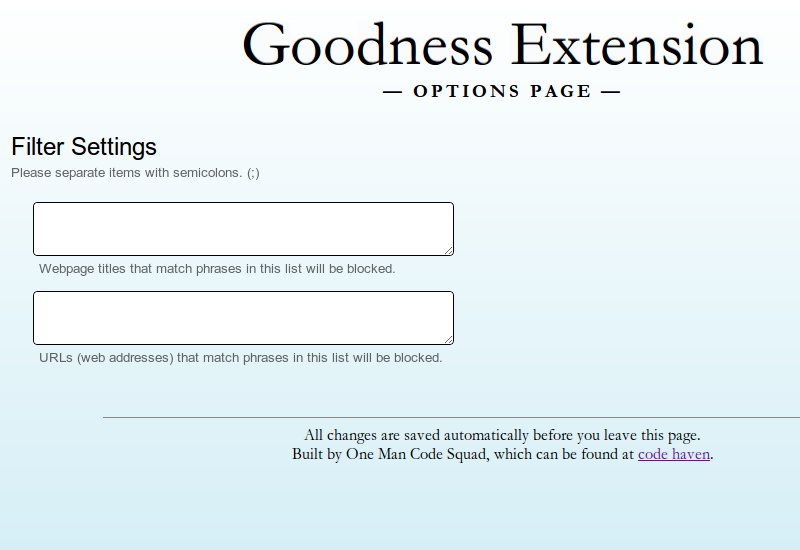 Goodness Extension
— OPTIONS PAGE —
Filter Settings
Please separate items with semicolons. (;)
Webpage titles that match phrases in this list will be blocked.
URLs (web addresses) that match phrases in this list will be blocked.
All changes are saved automatically before you leave this page.
Built by One Man Code Squad, which can be found at code haven.